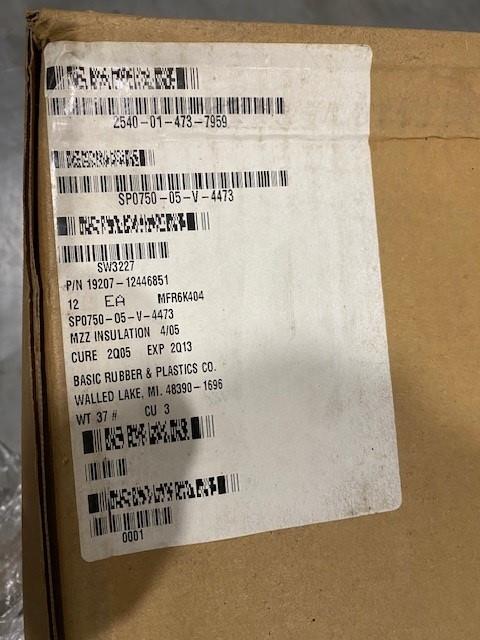 2540-01-473-7959
SP0750-05-V-4473
SW3227
P/N 19207-12446851
12 EA MFR6K404
SP0750-05-V-4473
MZZ INSULATION 4/05
CURE 2Q05 EXP 2Q13
BASIC RUBBER & PLASTICS CO.
WALLED LAKE, MI. 48390-1696
WT 37 # CU 3
0001